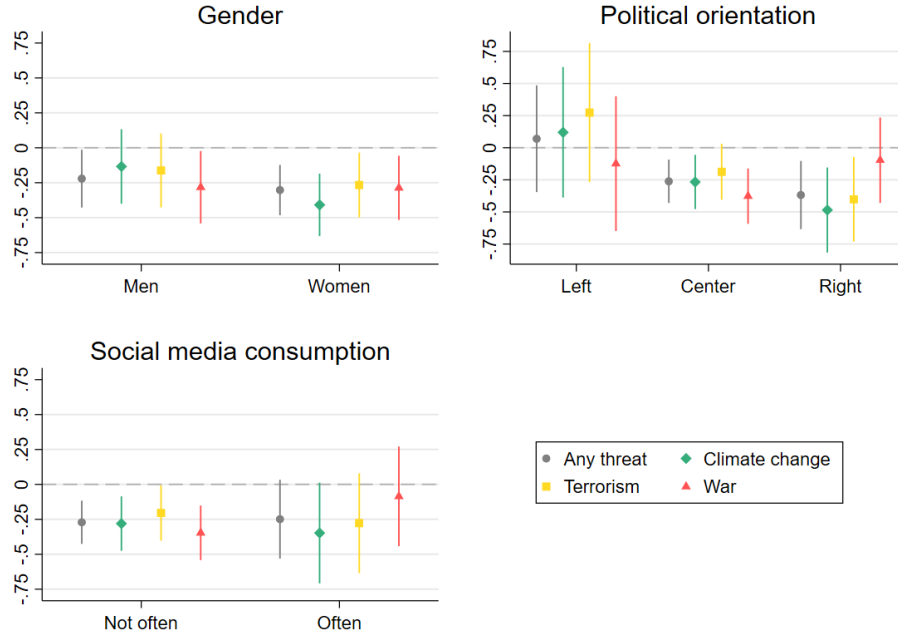 Gender
.75
.5
.25
0
-.25
-.5
-.75
Men Women
Political orientation
.75
.5
.25
0
-.25
-.5
-.75
Left Center Right
Social media consumption
.75
.5
.25
0
-.25
-.5
-.75
Not often Often
Any threat Climate change
Terrorism War